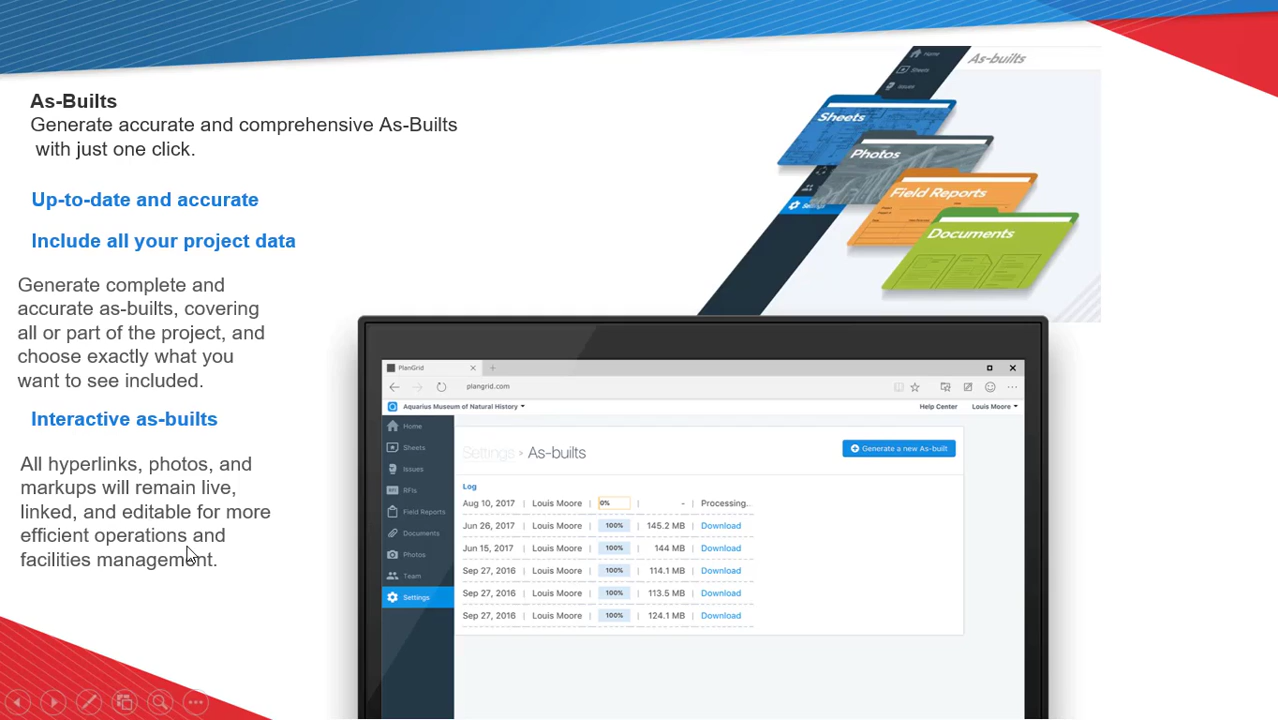 As-Builts
Generate accurate and comprehensive As-Builts
with just one click.
Up-to-date and accurate
Include all your project data
Generate complete and
accurate as-builts, covering
all or part of the project, and
choose exactly what you
want to see included.
Interactive as-builts
All hyperlinks, photos, and
markups will remain live,
linked, and editable for more
efficient operations and
facilities management.
Home
As-builts
Sheets
Issues
Sheets
Photos
Field Reports
Documents
PlanGrid
plangrid.com
Aquarius Museum of Natural History
Help Center
Louis Moore
Home
Sheets
Issues
RFIs
Field Reports
Documents
Photos
Team
Settings
Settings > As-builts
Generate a new As-built
Log
Aug 10, 2017 | Louis Moore | 0% | - | Processing..
Jun 26, 2017 | Louis Moore | 100% | 145.2 MB | Download
Jun 15, 2017 | Louis Moore | 100% | 144 MB | Download
Sep 27, 2016 | Louis Moore | 100% | 114.1 MB | Download
Sep 27, 2016 | Louis Moore | 100% | 113.5 MB | Download
Sep 27, 2016 | Louis Moore | 100% | 124.1 MB | Download